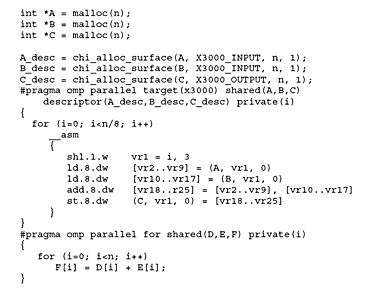 int *A = malloc(n);
int *B = malloc(n);
int *C = malloc(n);
A_desc = chi_alloc_surface(A, X3000_INPUT, n, 1);
B_desc = chi_alloc_surface(B, X3000_INPUT, n, 1);
C_desc = chi_alloc_surface(C, X3000_OUTPUT, n, 1);
#pragma omp parallel target(x3000) shared(A,B,C)
descriptor(A_desc,B_desc,C_desc) private(i)
{
for (i=0; i<n/8; i++)
__asm
{
shl.1.w vr1 = i, 3
ld.8.dw [vr2..vr9] = (A, vr1, 0)
ld.8.dw [vr10..vr17] = (B, vr1, 0)
add.8.dw [vr18..r25] = [vr2..vr9], [vr10..vr17]
st.8.dw (C, vr1, 0) = [vr18..vr25]
}
}
#pragma omp parallel for shared(D,E,F) private(i)
{
for (i=0; i<n; i++)
F[i] = D[i] + E[i];
}